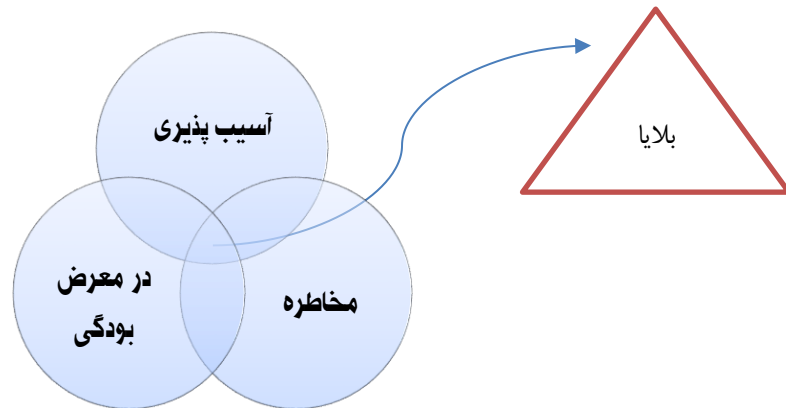 آسیب پذیری
بلایا
در معرض
بودگی
مخاطره